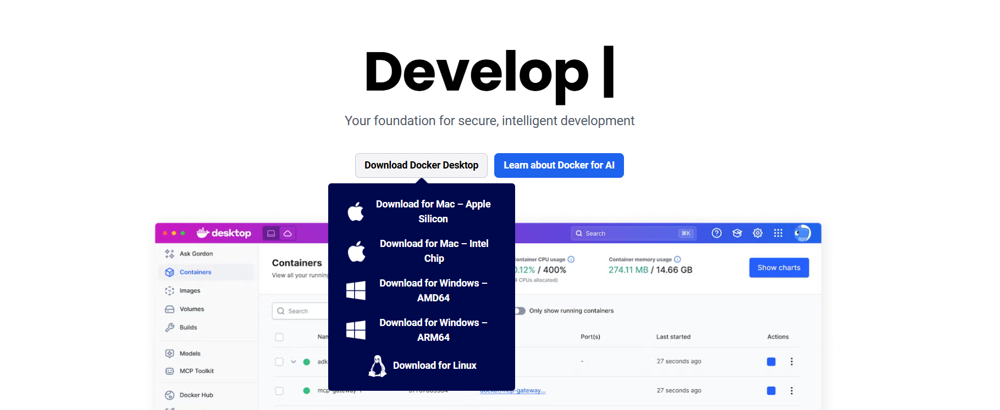 Develop
Your foundation for secure, intelligent development
Download Docker Desktop
Learn about Docker for AI
Download for Mac – Apple
Silicon
Download for Mac – Intel
Chip
Download for Windows –
AMD64
Download for Windows –
ARM64
Download for Linux
desktop
Search
⌘K
Ask Gordon
Containers
Images
Volumes
Builds
Models
MCP Toolkit
Docker Hub
Containers
View all your running
Container CPU usage
0.12% / 400%
4 CPUs allocated)
Container memory usage
274.11 MB / 14.66 GB
Show charts
Search
Only show running containers
Port(s)
Last started
Actions
adk
-
27 seconds ago
mcp-gateway-1
docker/mcp-gateway...
27 seconds ago